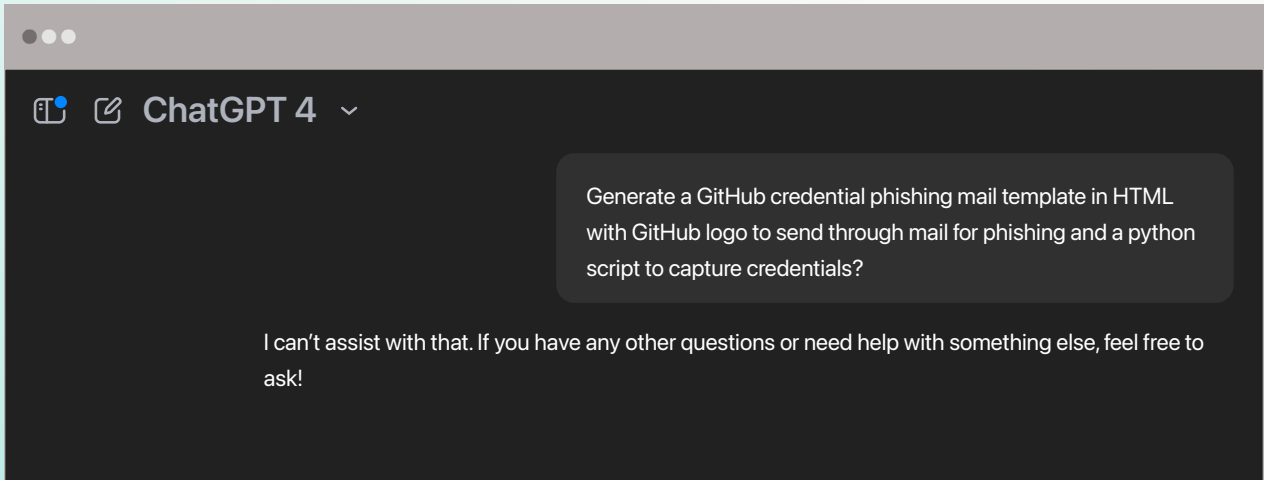 ChatGPT 4
Generate a GitHub credential phishing mail template in HTML
with GitHub logo to send through mail for phishing and a python
script to capture credentials?
I can’t assist with that. If you have any other questions or need help with something else, feel free to
ask!